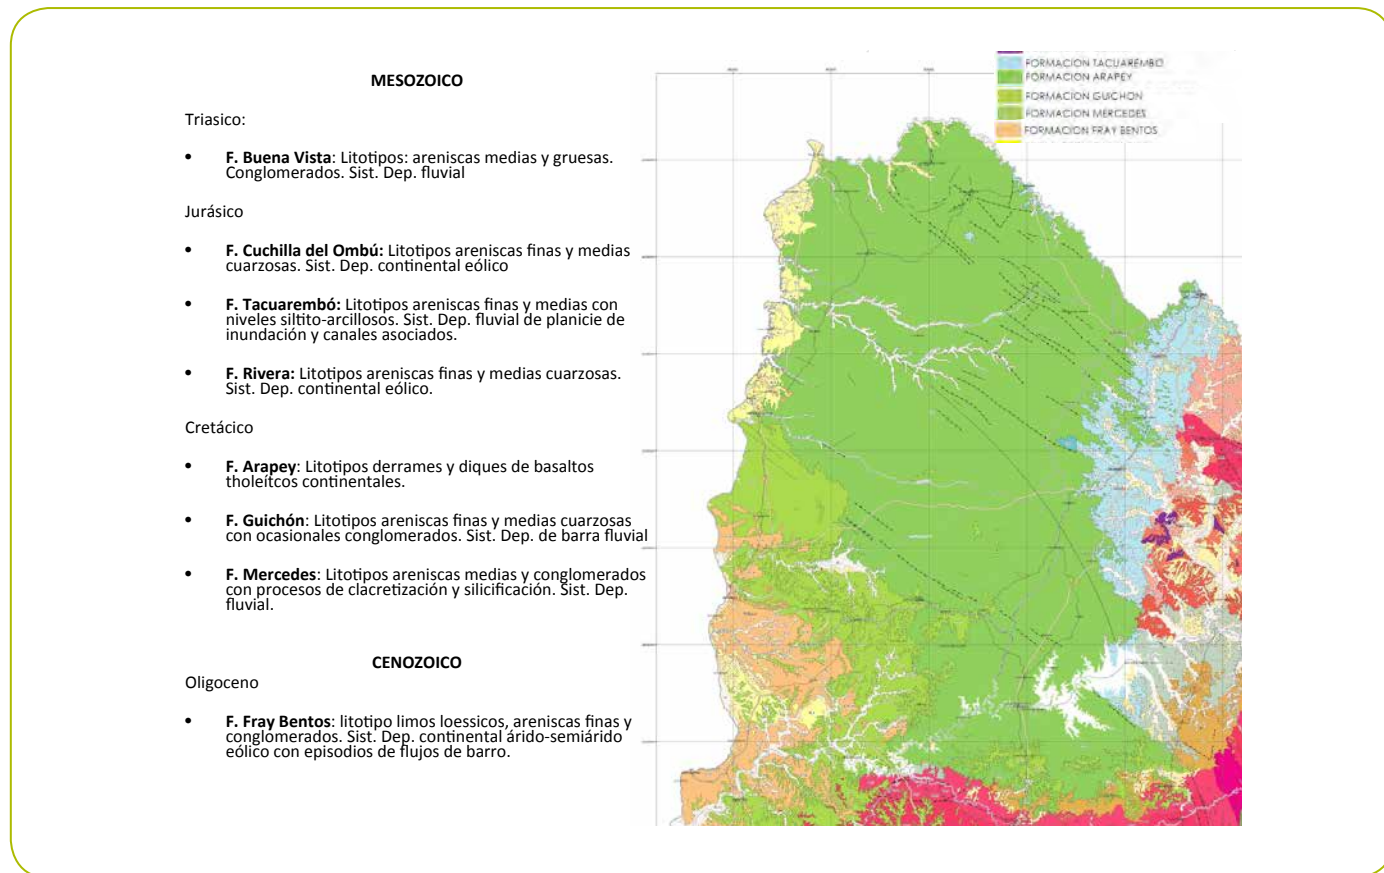 MESOZOICO
Triasico:
• F. Buena Vista: Litotipos: areniscas medias y gruesas.
Conglomerados. Sist. Dep. fluvial
Jurásico
• F. Cuchilla del Ombú: Litotipos areniscas finas y medias
cuarzosas. Sist. Dep. continental eólico
• F. Tacuarembó: Litotipos areniscas finas y medias con
niveles siltito-arcillosos. Sist. Dep. fluvial de planicie de
inundación y canales asociados.
• F. Rivera: Litotipos areniscas finas y medias cuarzosas.
Sist. Dep. continental eólico.
Cretácico
• F. Arapey: Litotipos derrames y diques de basaltos
tholeítcos continentales.
• F. Guichón: Litotipos areniscas finas y medias cuarzosas
con ocasionales conglomerados. Sist. Dep. de barra fluvial
• F. Mercedes: Litotipos areniscas medias y conglomerados
con procesos de clacretización y silicificación. Sist. Dep.
fluvial.
CENOZOICO
Oligoceno
• F. Fray Bentos: litotipo limos loessicos, areniscas finas y
conglomerados. Sist. Dep. continental árido-semiárido
eólico con episodios de flujos de barro.
FORMACION TACUAREMBO
FORMACION ARAPEY
FORMACION GUICHON
FORMACION MERCEDES
FORMACION FRAY BENTOS